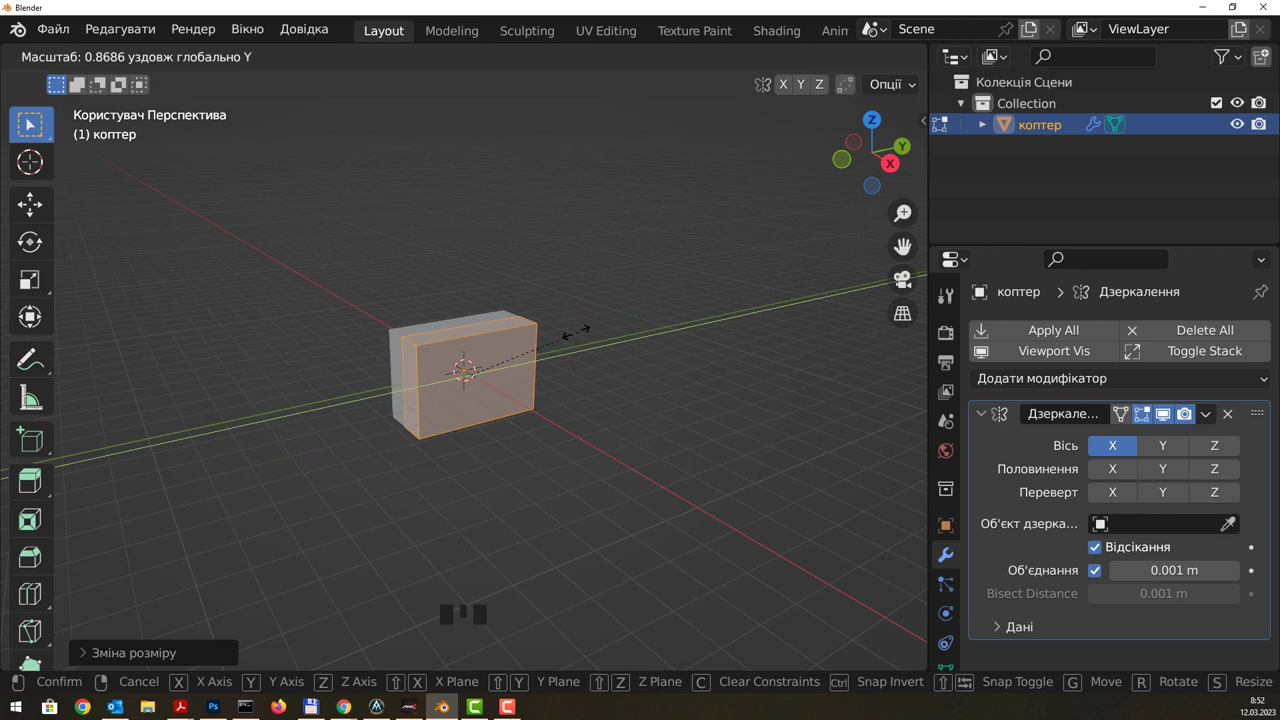 Blender
Файл Редагувати Рендер Вікно Довідка Layout Modeling Sculpting UV Editing Texture Paint Shading Anin Scene ViewLayer
Масштаб: 0.8686 уздовж глобально Y
X Y Z Опції
Користувач Перспектива
(1) коптер
Z
Y
X
Колекція Сцени
Collection
коптер
коптер > Дзеркалення
Apply All Delete All
Viewport Vis Toggle Stack
Додати модифікатор
Дзеркале...
Вісь X Y Z
Половинення X Y Z
Переверт X Y Z
Об'єкт дзерка...
Відсікання
Об'єднання 0.001 m
Bisect Distance 0.001 m
Дані
Зміна розміру
Confirm Cancel X X Axis Y Y Axis Z Z Axis X X Plane Y Y Plane Z Z Plane C Clear Constraints Ctrl Snap Invert Snap Toggle G Move R Rotate S Resize
8:52
12.03.2023